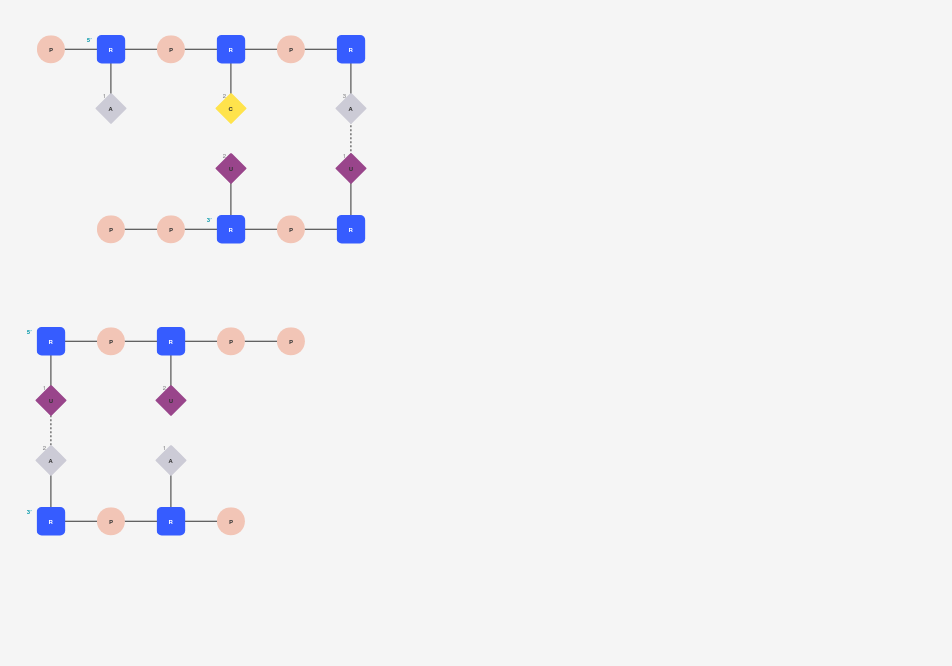 5'
P R P R P R
1 2 3
A C A
2 1
U U
3'
P P R P R
5'
R P R P P
1 2
U U
2 1
A A
3'
R P R P